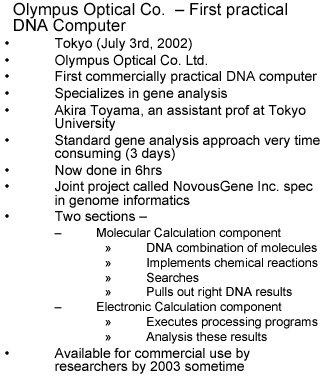 Olympus Optical Co. – First practical
DNA Computer
• Tokyo (July 3rd, 2002)
• Olympus Optical Co. Ltd.
• First commercially practical DNA computer
• Specializes in gene analysis
• Akira Toyama, an assistant prof at Tokyo
University
• Standard gene analysis approach very time
consuming (3 days)
• Now done in 6hrs
• Joint project called NovousGene Inc. spec
in genome informatics
• Two sections –
– Molecular Calculation component
» DNA combination of molecules
» Implements chemical reactions
» Searches
» Pulls out right DNA results
– Electronic Calculation component
» Executes processing programs
» Analysis these results
• Available for commercial use by
researchers by 2003 sometime